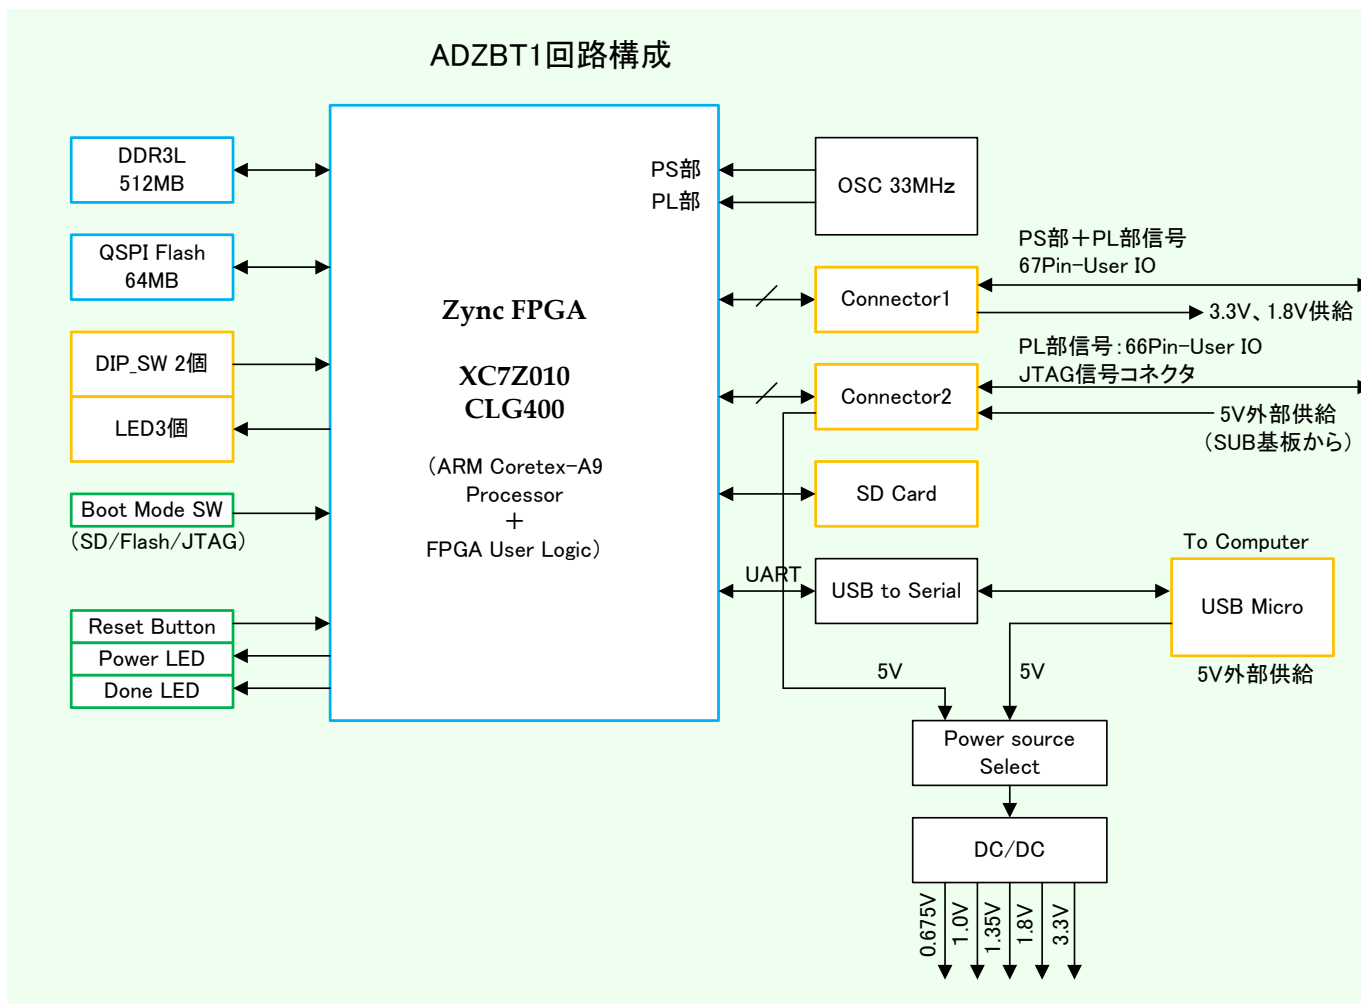 ADZBT1回路構成
DDR3L
512MB
QSPI Flash
64MB
DIP_SW 2個
LED3個
Boot Mode SW
（SD/Flash/JTAG）
Reset Button
Power LED
Done LED
PS部
PL部
Zync FPGA
XC7Z010
CLG400
（ARM Coretex-A9
Processor
＋
FPGA User Logic）
OSC 33MHz
PS部＋PL部信号
67Pin-User IO
Connector1
3.3V、1.8V供給
PL部信号：66Pin-User IO
JTAG信号コネクタ
Connector2
5V外部供給
（SUB基板から）
SD Card
UART
USB to Serial
To Computer
USB Micro
5V外部供給
5V
5V
Power source
Select
DC/DC
0.675V
1.0V
1.35V
1.8V
3.3V